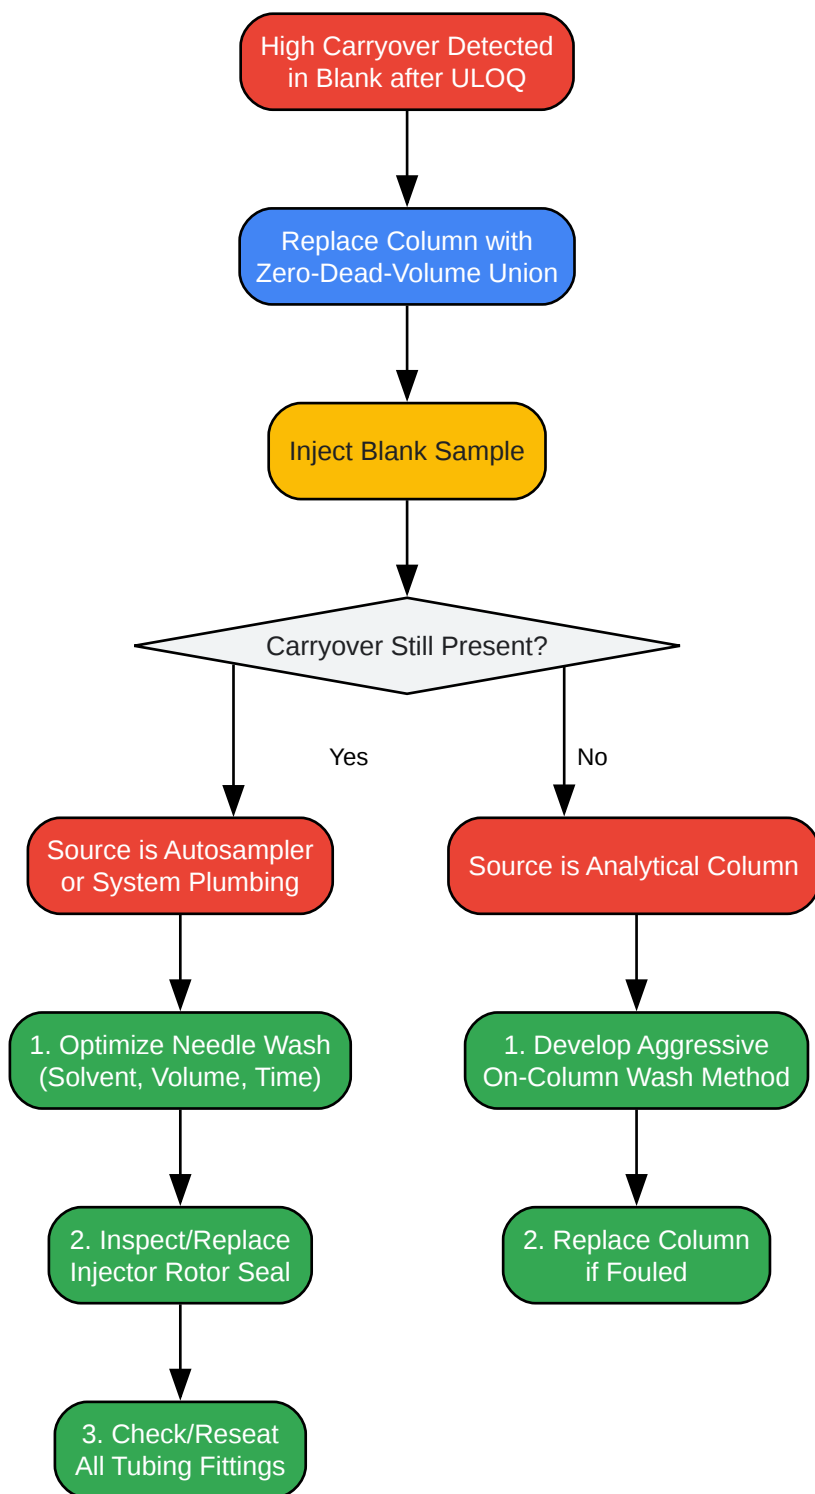 High Carryover Detected
in Blank after ULOQ
Replace Column with
Zero-Dead-Volume Union
Inject Blank Sample
Carryover Still Present?
Yes
No
Source is Autosampler
or System Plumbing
Source is Analytical Column
1. Optimize Needle Wash
(Solvent, Volume, Time)
1. Develop Aggressive
On-Column Wash Method
2. Inspect/Replace
Injector Rotor Seal
2. Replace Column
if Fouled
3. Check/Reseat
All Tubing Fittings